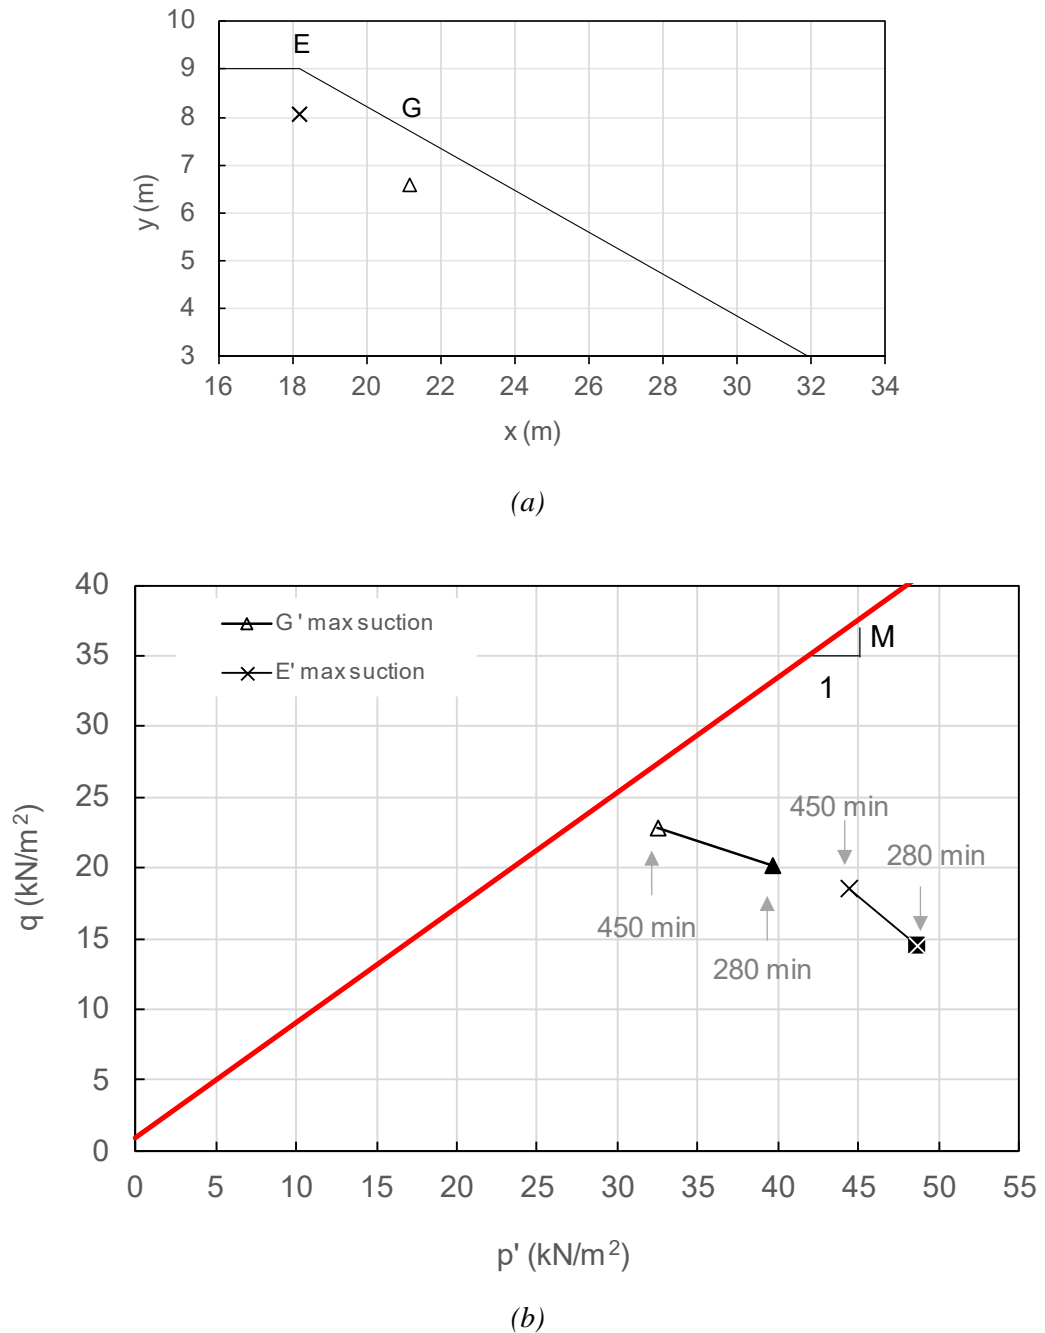 10
E
9
G
8
7
y (m)
6
5
4
3
16 18 20 22 24 26 28 30 32 34
x (m)
(a)
40
G ' max suction
M
35
E' max suction
1
30
25
450 min
280 min
q (kN/m²)
20
450 min
15
280 min
10
5
0
0 5 10 15 20 25 30 35 40 45 50 55
p' (kN/m²)
(b)